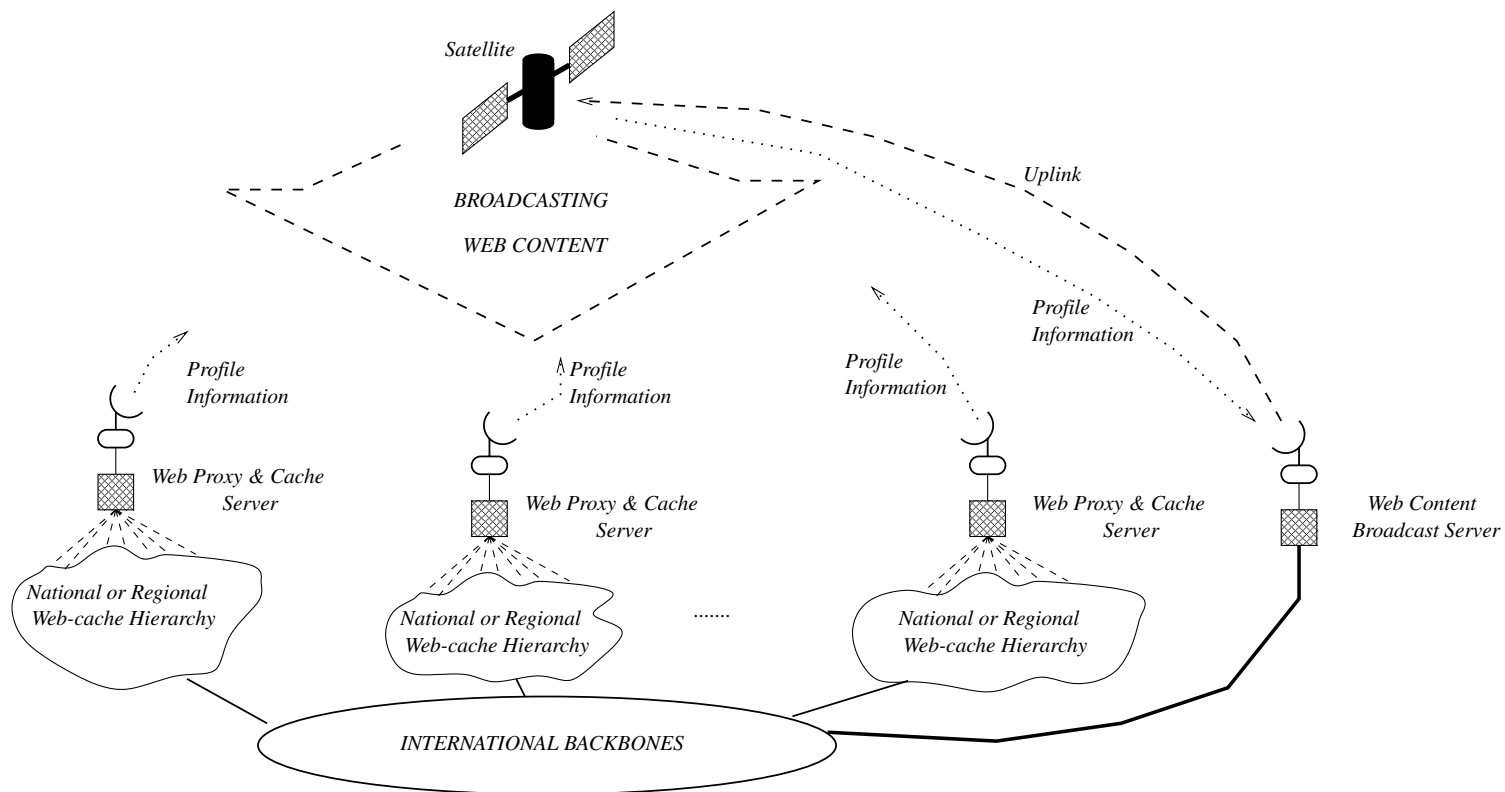 Satellite
Uplink
BROADCASTING
WEB CONTENT
Profile
Information
Profile
Information
Profile
Information
Profile
Information
Web Proxy & Cache
Server
Web Proxy & Cache
Server
Web Proxy & Cache
Server
Web Content
Broadcast Server
National or Regional
Web-cache Hierarchy
National or Regional
Web-cache Hierarchy
.......
National or Regional
Web-cache Hierarchy
INTERNATIONAL BACKBONES